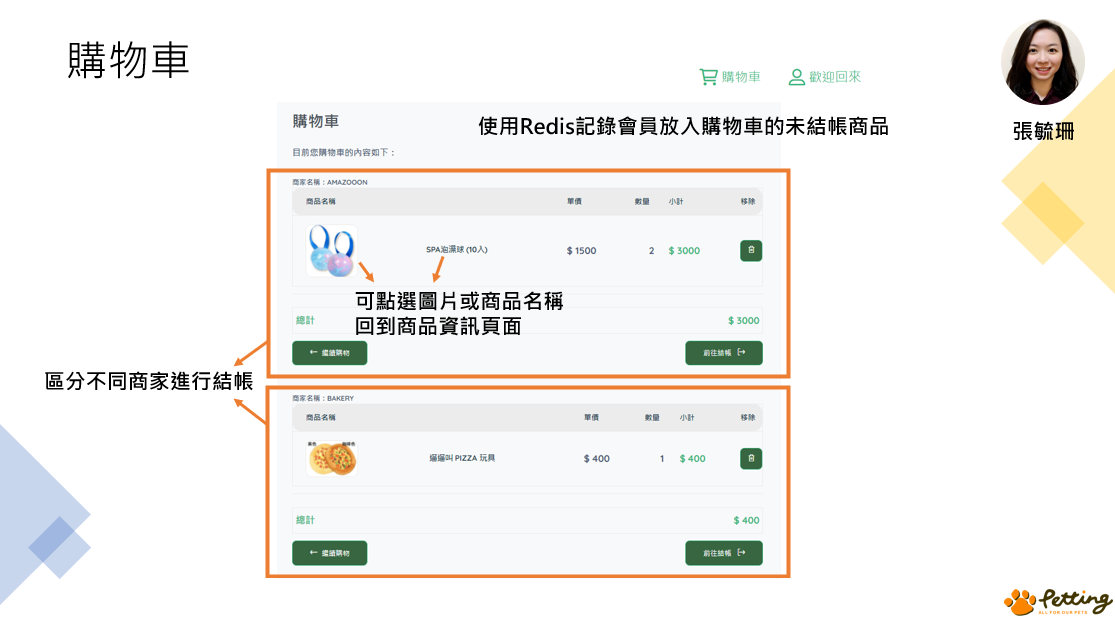 購物車
購物車
歡迎回來
張毓珊
購物車
使用Redis記錄會員放入購物車的未結帳商品
目前您購物車的內容如下：
商家名稱：AMAZOOON
商品名稱 單價 數量 小計 移除
SPA泡澡球 (10入) $ 1500 2 $ 3000
可點選圖片或商品名稱
回到商品資訊頁面
總計 $ 3000
← 繼續購物 前往結帳
區分不同商家進行結帳
商家名稱：BAKERY
商品名稱 單價 數量 小計 移除
逼逼叫 PIZZA 玩具 $ 400 1 $ 400
總計 $ 400
← 繼續購物 前往結帳
Petting
ALL FOR OUR PETS